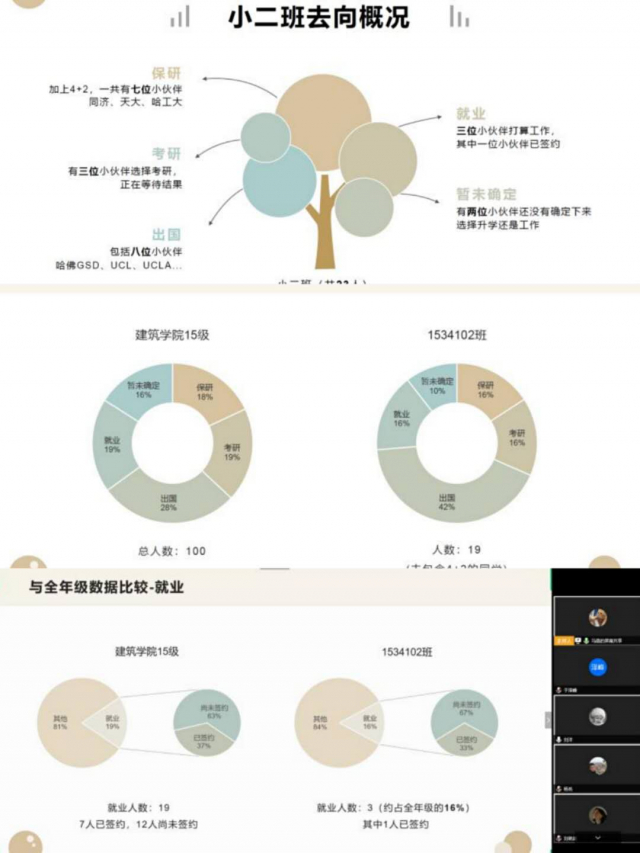 小二班去向概况
保研
加上4+2，一共有七位小伙伴
同济、天大、哈工大
考研
有三位小伙伴选择考研，
正在等待结果
出国
包括八位小伙伴
哈佛GSD、UCL、UCLA...
就业
三位小伙伴打算工作，
其中一位小伙伴已签约
暂未确定
有两位小伙伴还没有确定下来
选择升学还是工作
小二班（共23人）
建筑学院15级
暂未确定
16%
保研
18%
就业
19%
考研
19%
出国
28%
总人数：100
1534102班
暂未确定
10%
保研
16%
就业
16%
考研
16%
出国
42%
人数：19
与全年级数据比较-就业
建筑学院15级
其他
81%
就业
19%
尚未签约
63%
已签约
37%
就业人数：19
7人已签约，12人尚未签约
1534102班
其他
84%
就业
16%
尚未签约
67%
已签约
33%
就业人数：3（约占全年级的16%）
其中1人已签约